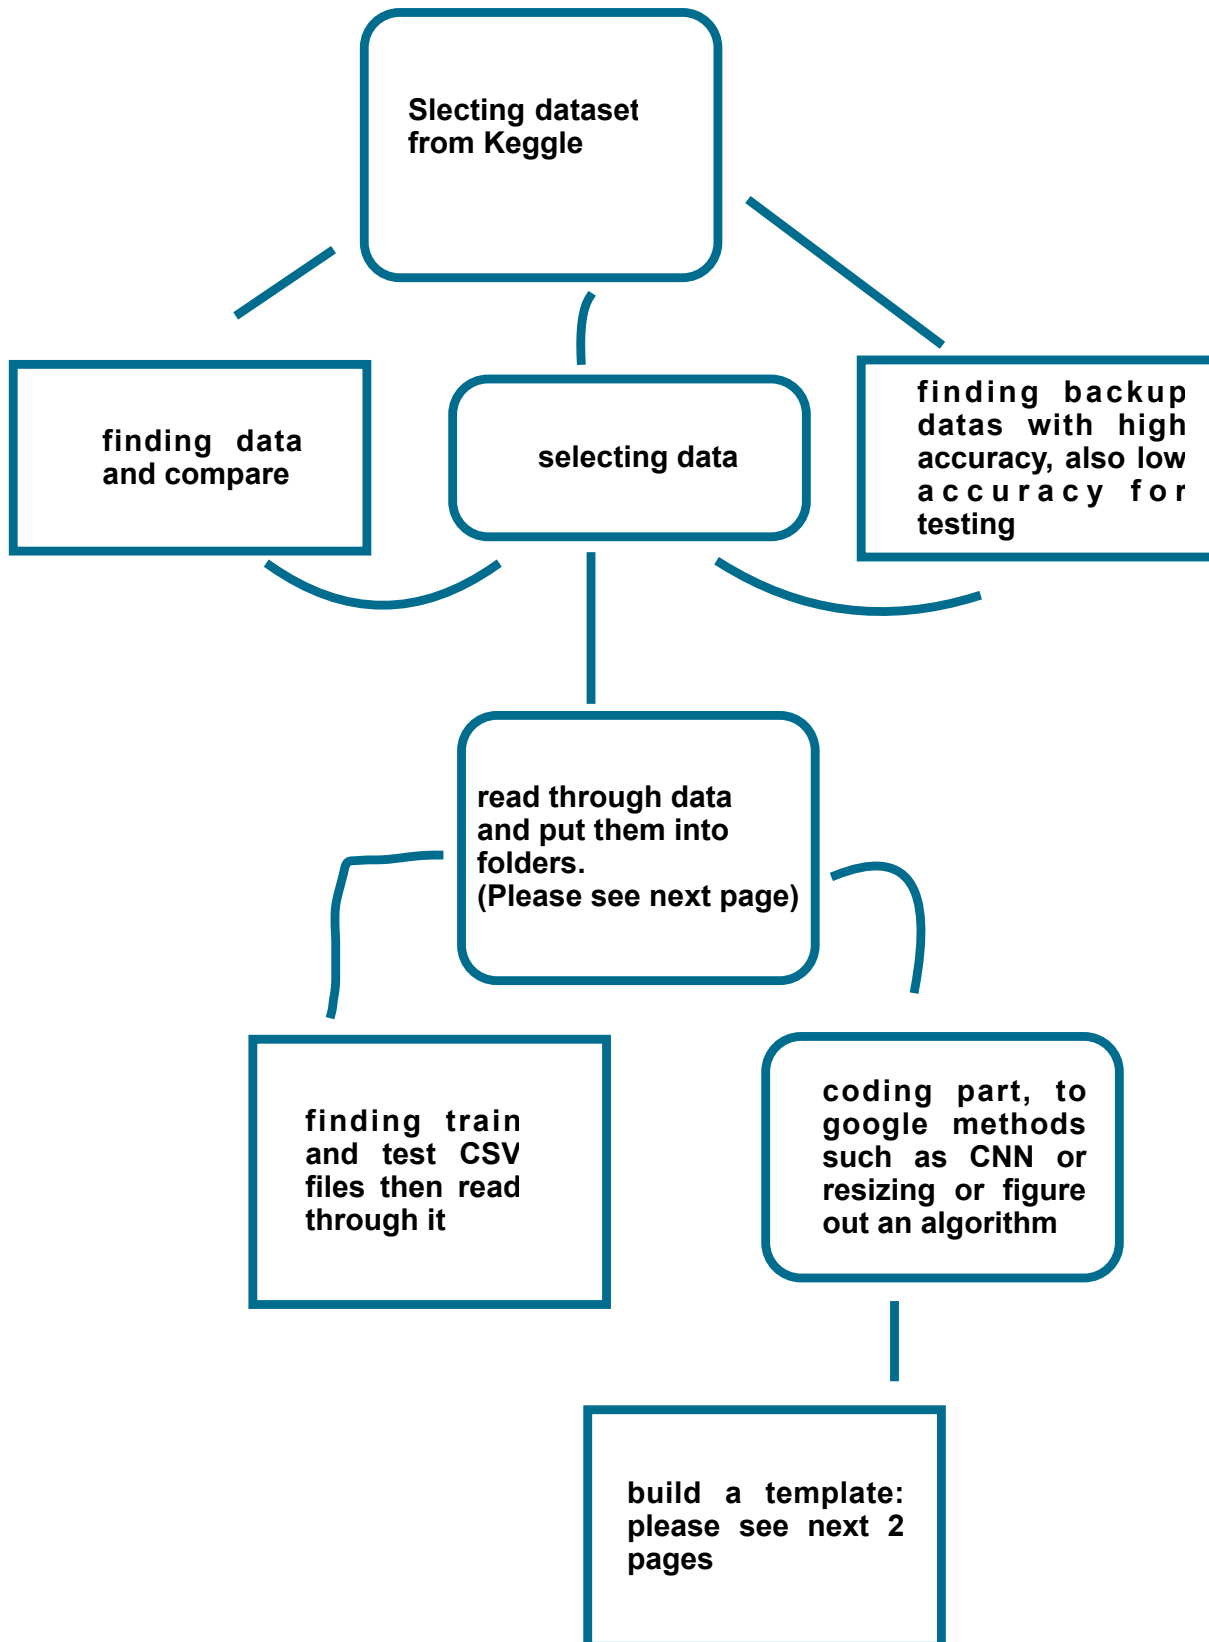 Slecting dataset
from Keggle
finding data
and compare
selecting data
finding backup
datas with high
accuracy, also low
accuracy for
testing
read through data
and put them into
folders.
(Please see next page)
finding train
and test CSV
files then read
through it
coding part, to
google methods
such as CNN or
resizing or figure
out an algorithm
build a template:
please see next 2
pages